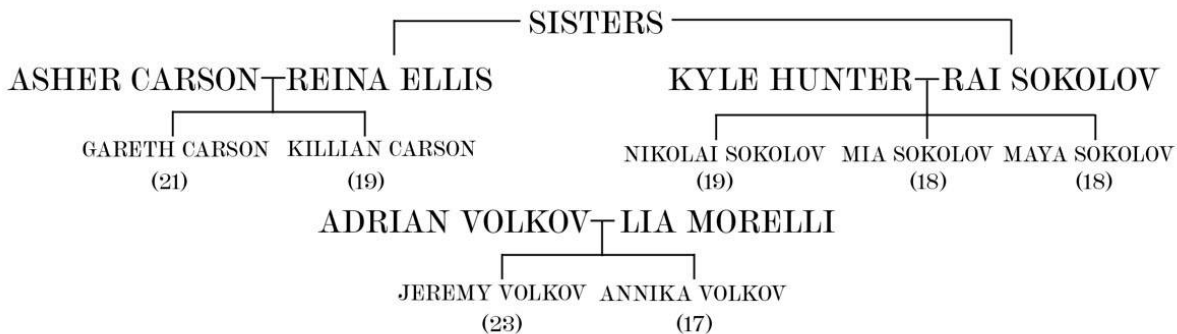 SISTERS
ASHER CARSON REINA ELLIS KYLE HUNTER RAI SOKOLOV
GARETH CARSON KILLIAN CARSON NIKOLAI SOKOLOV MIA SOKOLOV MAYA SOKOLOV
(21) (19) (19) (18) (18)
ADRIAN VOLKOV LIA MORELLI
JEREMY VOLKOV ANNIKA VOLKOV
(23) (17)